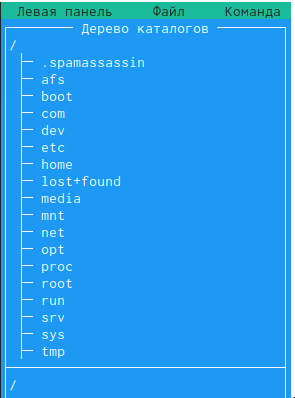 Левая панель Файл Команда
Дерево каталогов
/
.spamassassin
afs
boot
com
dev
etc
home
lost+found
media
mnt
net
opt
proc
root
run
srv
sys
tmp
/